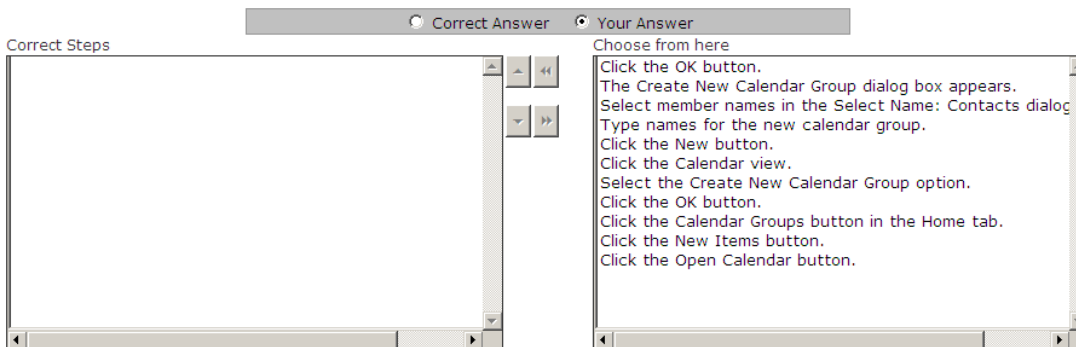 Correct Answer Your Answer
Correct Steps
Choose from here
Click the OK button.
The Create New Calendar Group dialog box appears.
Select member names in the Select Name: Contacts dialog
Type names for the new calendar group.
Click the New button.
Click the Calendar view.
Select the Create New Calendar Group option.
Click the OK button.
Click the Calendar Groups button in the Home tab.
Click the New Items button.
Click the Open Calendar button.